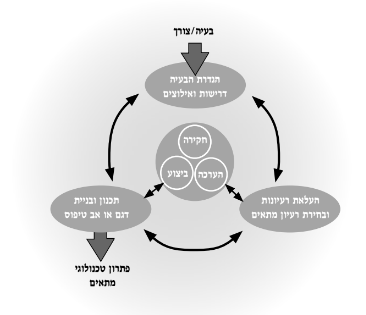 בעיה/צורך
הגדרת הבעיה
דרישות ואילוצים
חקירה
הערכה
ביצוע
העלאת רעיונות
ובחירת רעיון מתאים
תכנון ובניית
דגם או אב טיפוס
פתרון טכנולוגי
מתאים